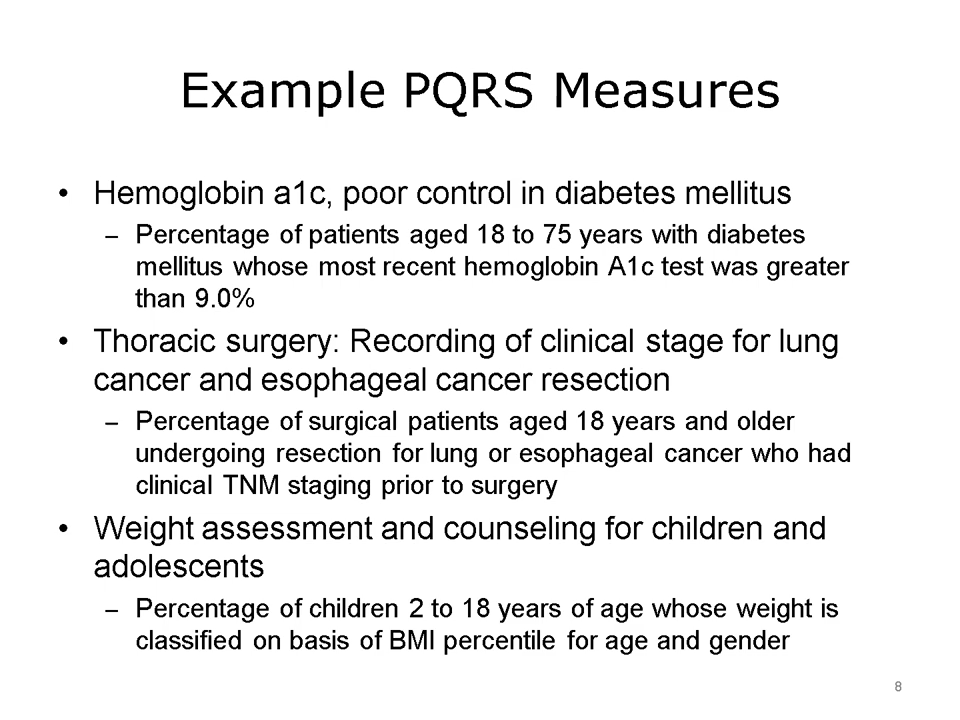 Example PQRS Measures
• Hemoglobin a1c, poor control in diabetes mellitus
– Percentage of patients aged 18 to 75 years with diabetes
mellitus whose most recent hemoglobin A1c test was greater
than 9.0%
• Thoracic surgery: Recording of clinical stage for lung
cancer and esophageal cancer resection
– Percentage of surgical patients aged 18 years and older
undergoing resection for lung or esophageal cancer who had
clinical TNM staging prior to surgery
• Weight assessment and counseling for children and
adolescents
– Percentage of children 2 to 18 years of age whose weight is
classified on basis of BMI percentile for age and gender
8